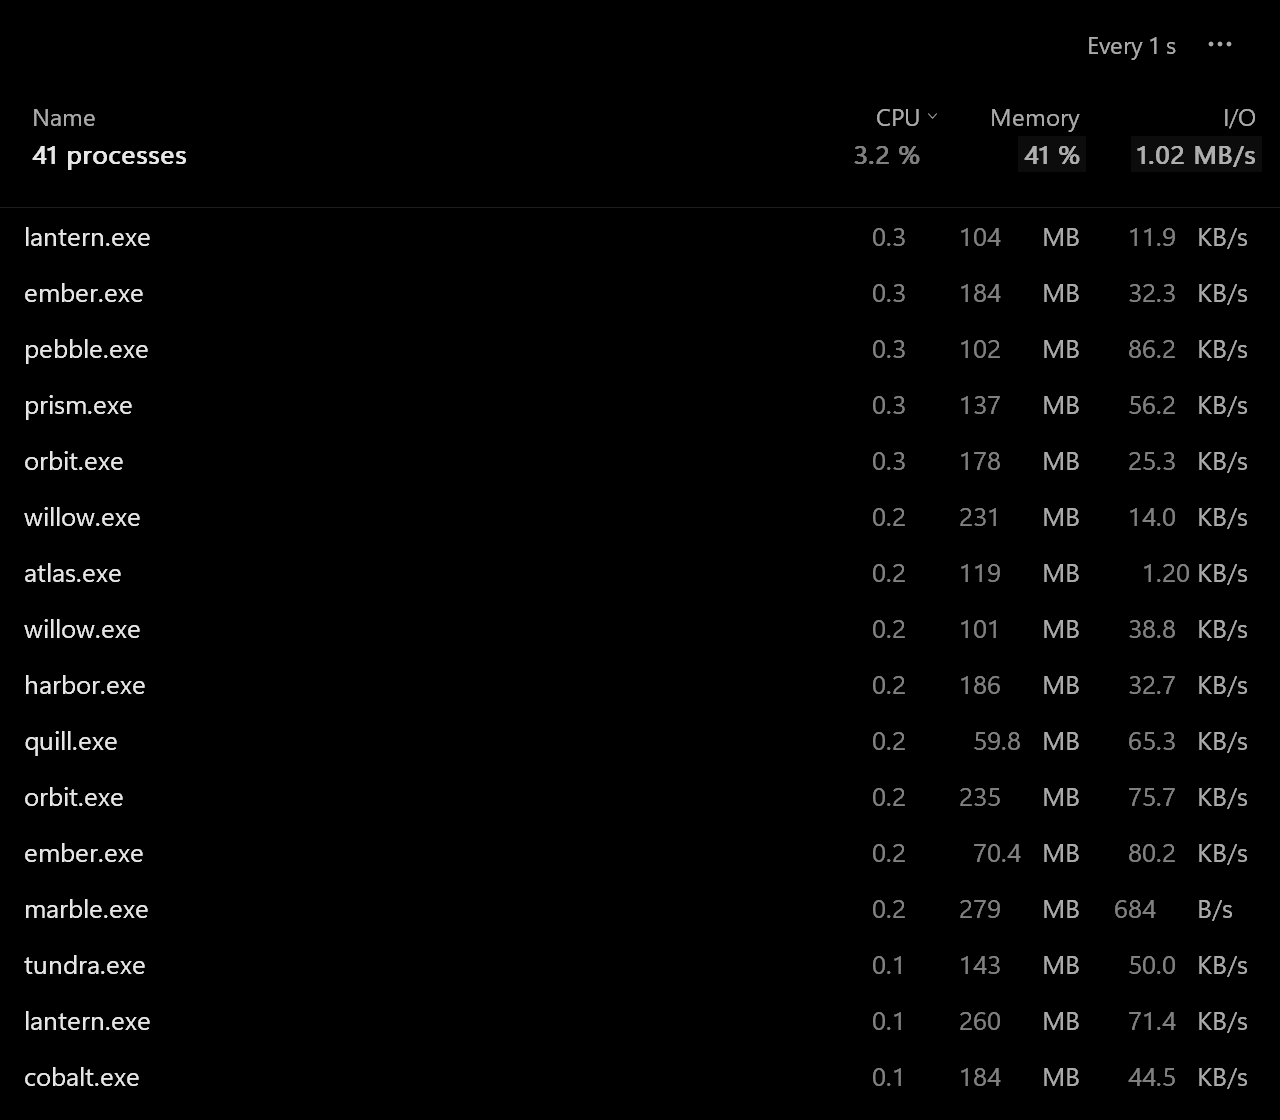 Every 1 s ···
Name CPU Memory I/O
41 processes 3.2 % 41 % 1.02 MB/s
lantern.exe 0.3 104 MB 11.9 KB/s
ember.exe 0.3 184 MB 32.3 KB/s
pebble.exe 0.3 102 MB 86.2 KB/s
prism.exe 0.3 137 MB 56.2 KB/s
orbit.exe 0.3 178 MB 25.3 KB/s
willow.exe 0.2 231 MB 14.0 KB/s
atlas.exe 0.2 119 MB 1.20 KB/s
willow.exe 0.2 101 MB 38.8 KB/s
harbor.exe 0.2 186 MB 32.7 KB/s
quill.exe 0.2 59.8 MB 65.3 KB/s
orbit.exe 0.2 235 MB 75.7 KB/s
ember.exe 0.2 70.4 MB 80.2 KB/s
marble.exe 0.2 279 MB 684 B/s
tundra.exe 0.1 143 MB 50.0 KB/s
lantern.exe 0.1 260 MB 71.4 KB/s
cobalt.exe 0.1 184 MB 44.5 KB/s